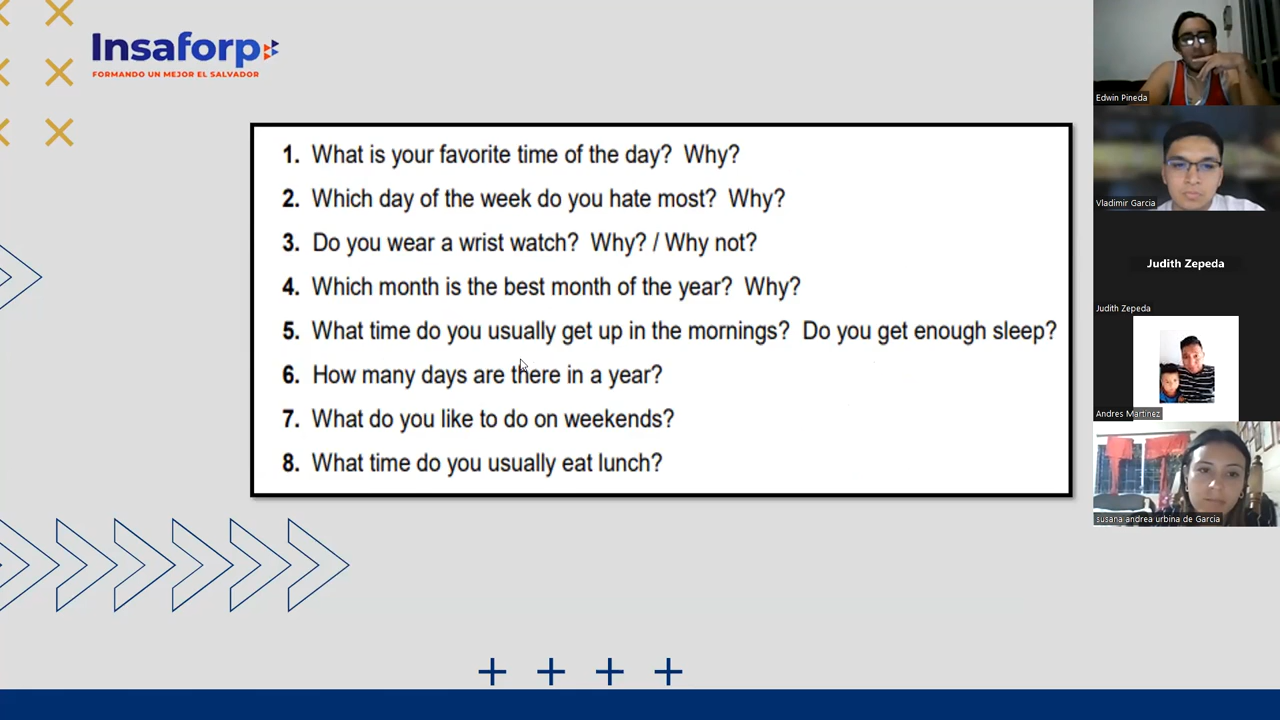 Insaforp
FORMANDO UN MEJOR EL SALVADOR
1. What is your favorite time of the day? Why?
2. Which day of the week do you hate most? Why?
3. Do you wear a wrist watch? Why? / Why not?
4. Which month is the best month of the year? Why?
5. What time do you usually get up in the mornings? Do you get enough sleep?
6. How many days are there in a year?
7. What do you like to do on weekends?
8. What time do you usually eat lunch?
Edwin Pineda
Vladimir Garcia
Judith Zepeda
Judith Zepeda
Andres Martinez
susana andrea urbina de Garcia